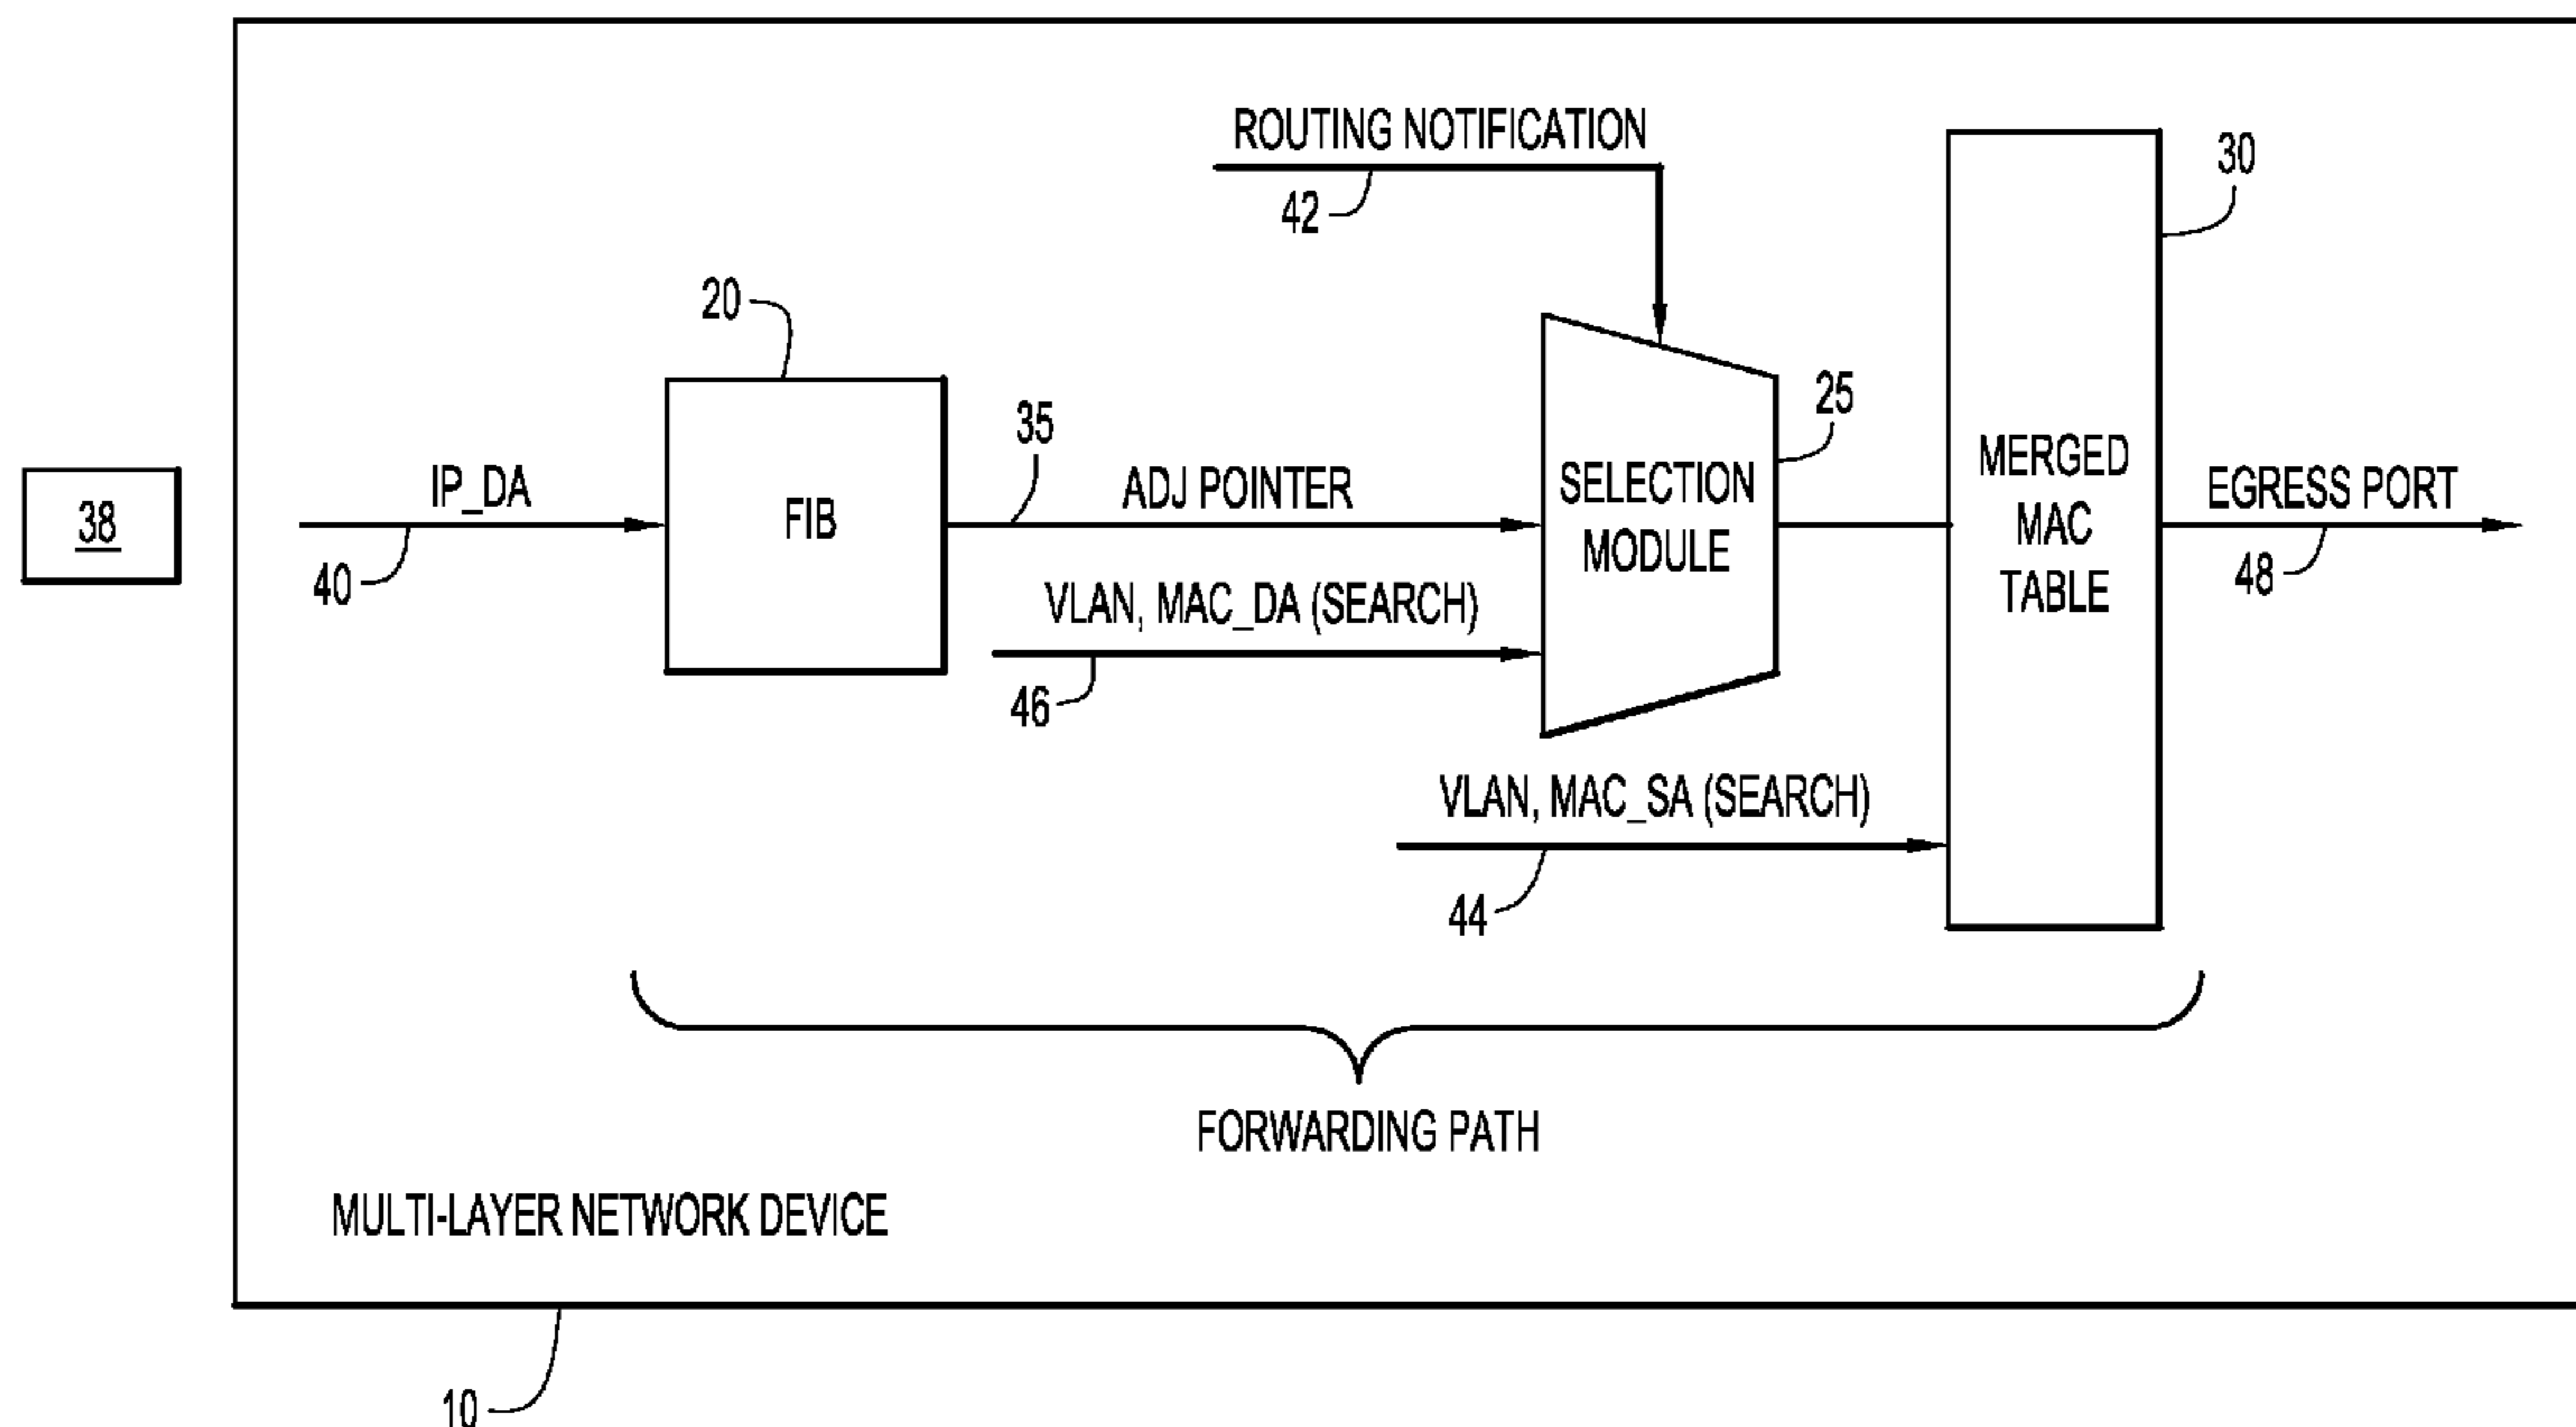 ROUTING NOTIFICATION
42
30
20
25
35
38
IP_DA
40
FIB
ADJ POINTER
SELECTION
MODULE
MERGED
MAC
TABLE
EGRESS PORT
48
VLAN, MAC_DA (SEARCH)
46
VLAN, MAC_SA (SEARCH)
44
FORWARDING PATH
MULTI-LAYER NETWORK DEVICE
10